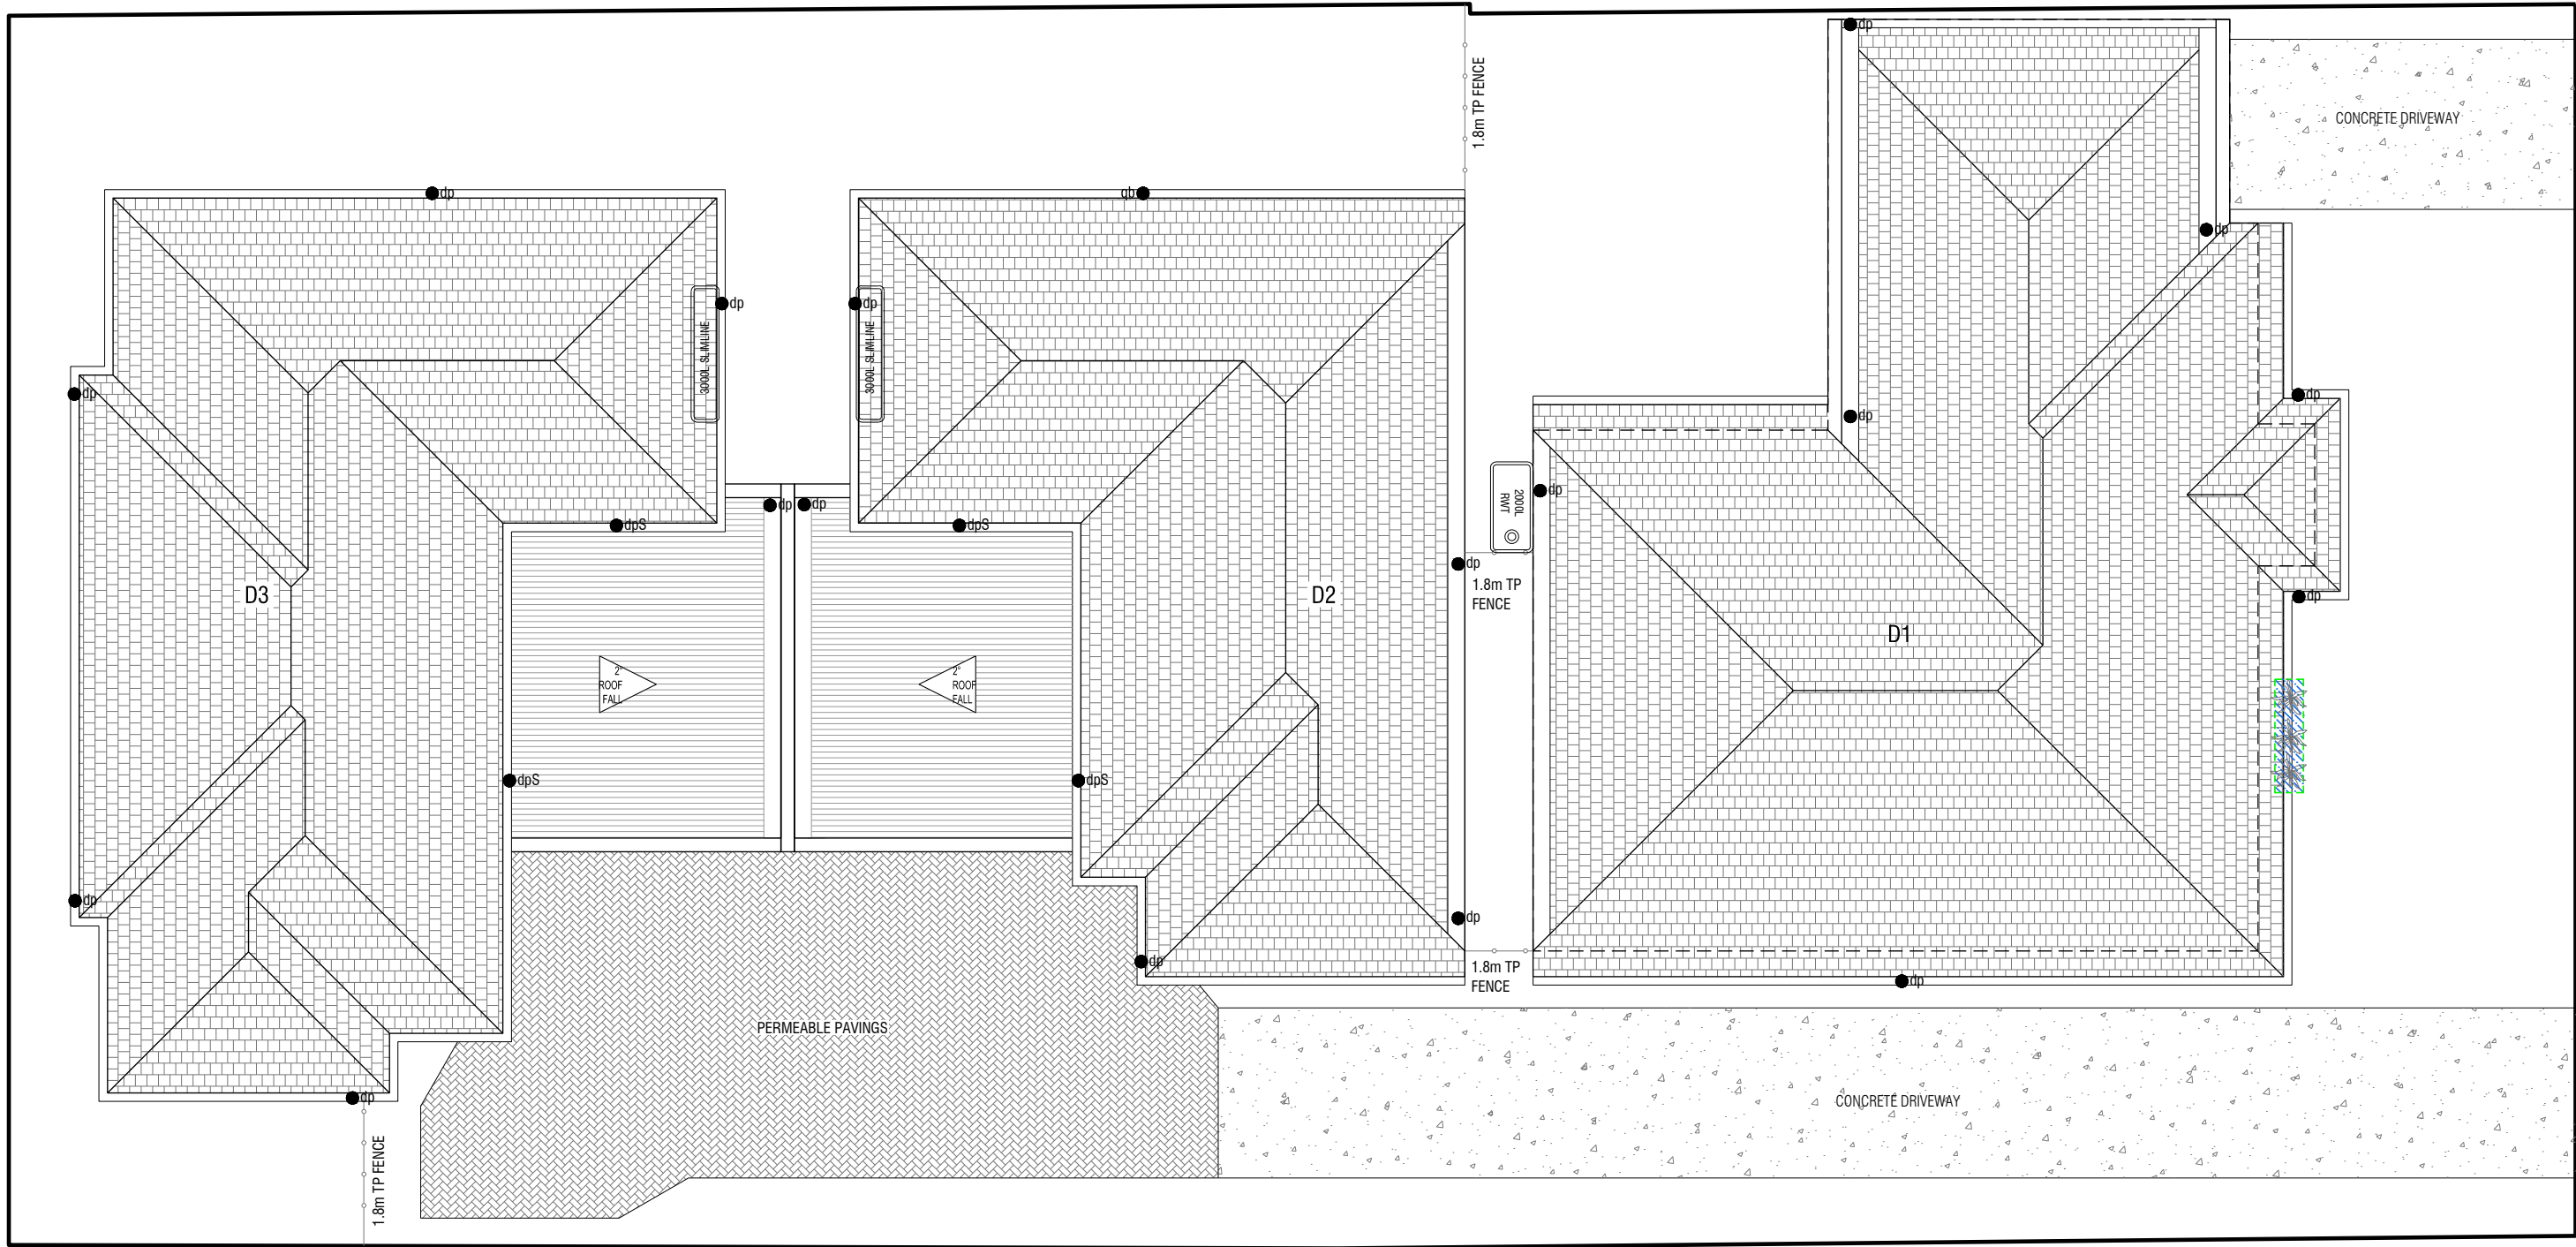 dp
CONCRETE DRIVEWAY
1.8m TP FENCE
dp
qb
dp
dp
dp
3000L SLIMLINE
3000L SLIMLINE
dp
dp
dp
dp
2000L
RWT
dp
dp
dp
dpS
dpS
dp
1.8m TP
FENCE
D3
D2
dp
D1
2°
ROOF
FALL
2°
ROOF
FALL
dpS
dpS
dp
dp
dp
1.8m TP
FENCE
dp
PERMEABLE PAVINGS
CONCRETE DRIVEWAY
dp
1.8m TP FENCE